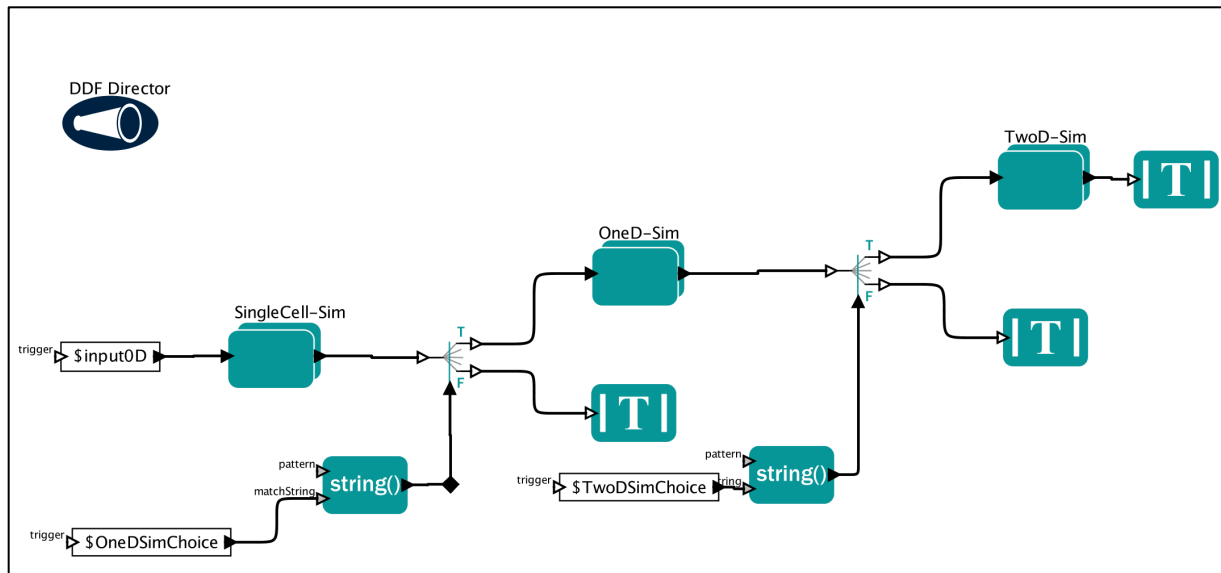 DDF Director
TwoD-Sim
T
OneD-Sim
T
F
SingleCell-Sim
T
T
trigger
$input0D
F
T
pattern
string()
matchString
trigger
$OneDSimChoice
pattern
string()
trigger
$TwoDSimChoice
tring